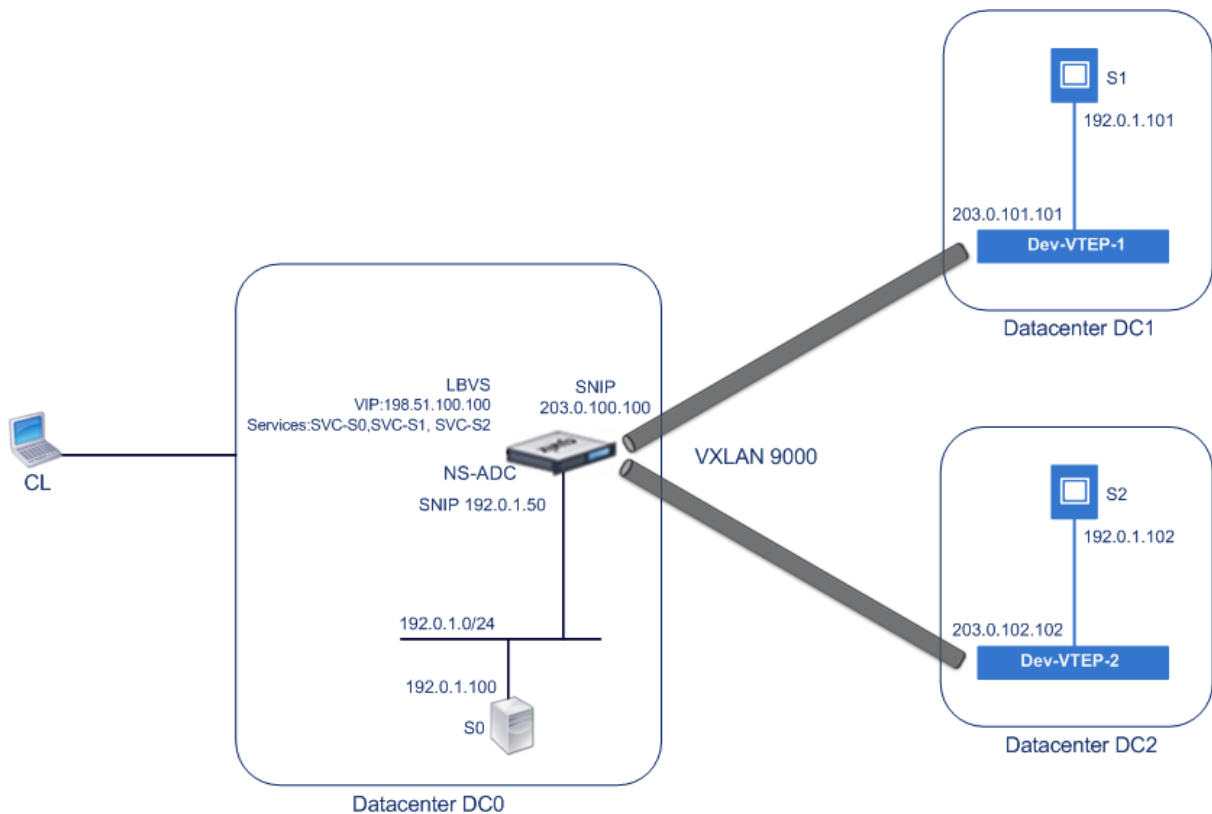 S1
192.0.1.101
203.0.101.101
Dev-VTEP-1
Datacenter DC1
LBVS
VIP:198.51.100.100
Services:SVC-S0,SVC-S1, SVC-S2
SNIP
203.0.100.100
CL
NS-ADC
SNIP 192.0.1.50
VXLAN 9000
S2
192.0.1.102
203.0.102.102
Dev-VTEP-2
Datacenter DC2
192.0.1.0/24
192.0.1.100
S0
Datacenter DC0